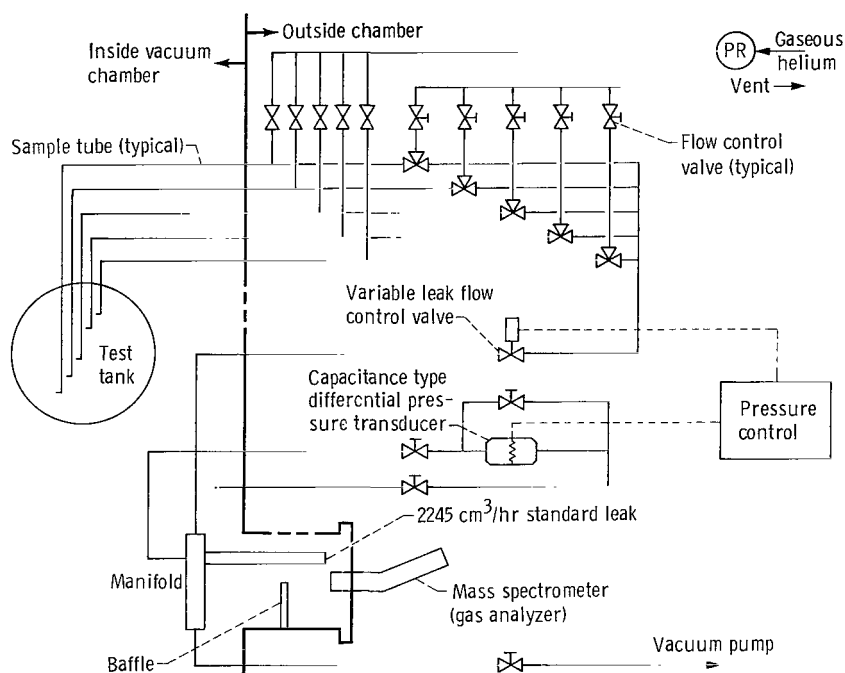 Outside chamber
Inside vacuum
chamber
PR
Gaseous
helium
Vent
Sample tube (typical)
Flow control
valve (typical)
Variable leak flow
control valve
Test
tank
Capacitance type
differential pres-
sure transducer
Pressure
control
2245 cm³/hr standard leak
Manifold
Mass spectrometer
(gas analyzer)
Baffle
Vacuum pump